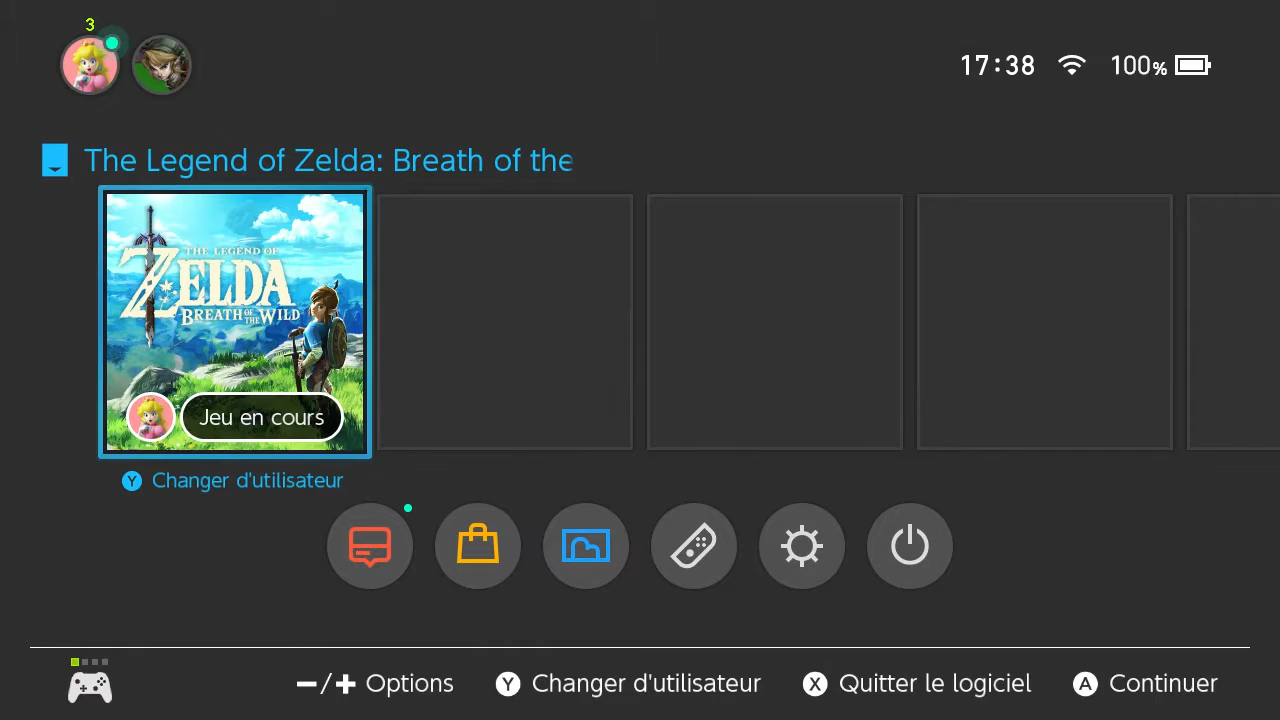 3
17:38 100%
The Legend of Zelda: Breath of the
THE LEGEND OF
ZELDA
BREATH OF THE WILD
Jeu en cours
Y Changer d'utilisateur
−/+ Options Y Changer d'utilisateur X Quitter le logiciel A Continuer